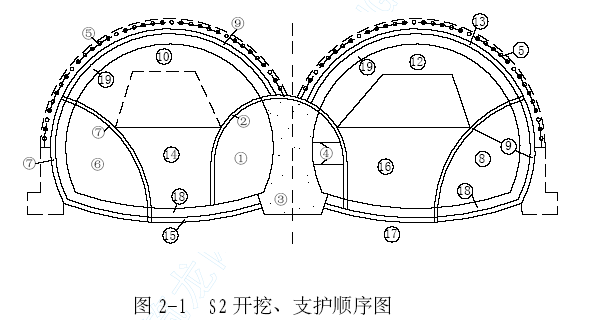 ⑤ ⑨ ⑬
⑩ ⑫ ⑤
⑲ ⑲
⑦ ②
⑥ ⑭ ① ④ ⑯ ⑧ ⑨
⑦
⑱ ③ ⑱
⑮ ⑰
图 2-1 S2开挖、支护顺序图